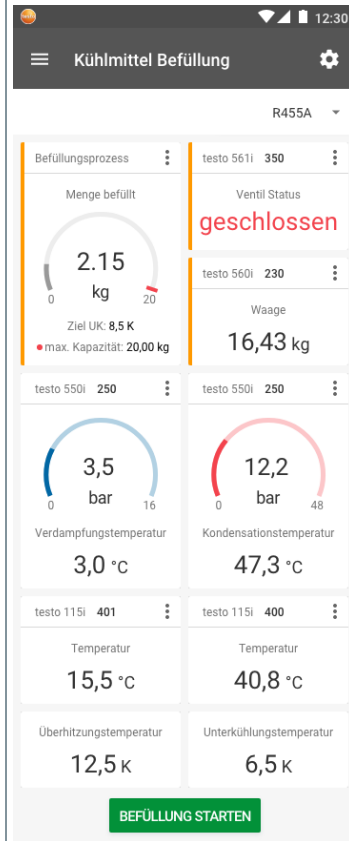 12:30
Kühlmittel Befüllung
R455A
Befüllungsprozess
Menge befüllt
2.15
kg
0 20
Ziel UK: 8,5 K
max. Kapazität: 20,00 kg
testo 561i 350
Ventil Status
geschlossen
testo 560i 230
Waage
16,43 kg
testo 550i 250
3,5
bar
0 16
Verdampfungstemperatur
3,0 °C
testo 550i 250
12,2
bar
0 48
Kondensationstemperatur
47,3 °C
testo 115i 401
Temperatur
15,5 °C
testo 115i 400
Temperatur
40,8 °C
Überhitzungstemperatur
12,5 K
Unterkühlungstemperatur
6,5 K
BEFÜLLUNG STARTEN